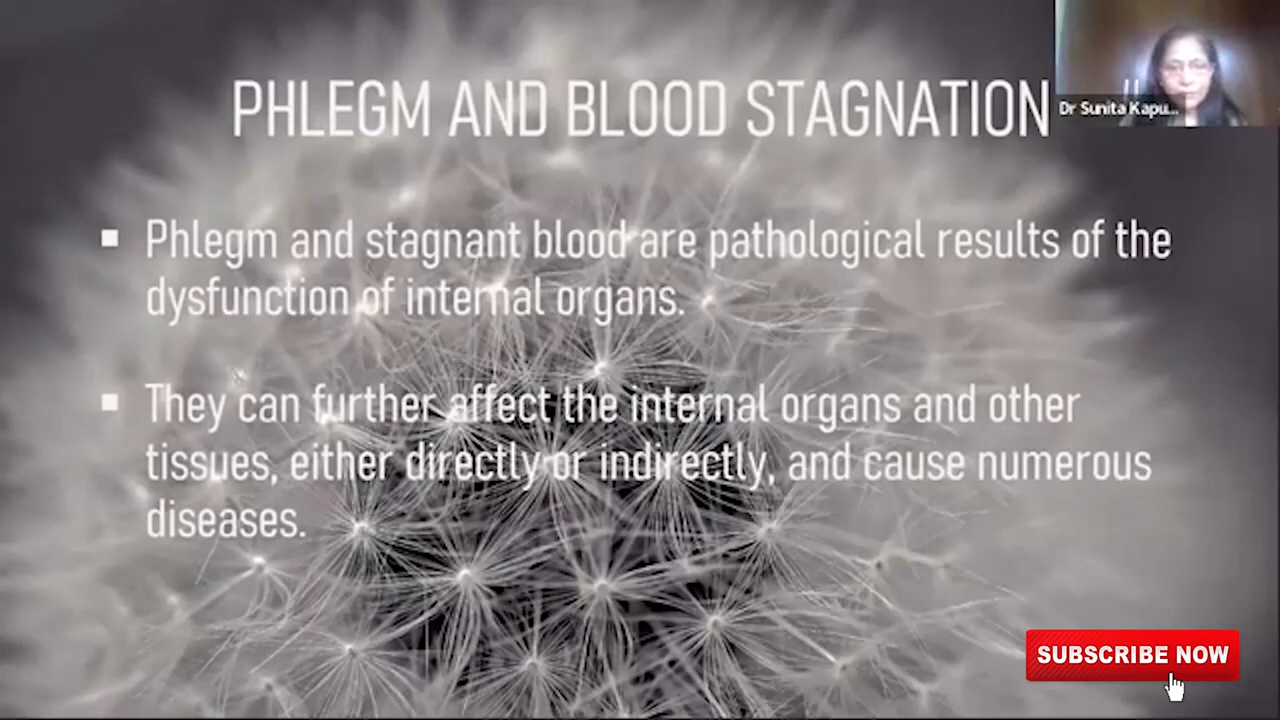 PHLEGM AND BLOOD STAGNATION
Dr Sunita Kapu...
▪ Phlegm and stagnant blood are pathological results of the
dysfunction of internal organs.
▪ They can further affect the internal organs and other
tissues, either directly or indirectly, and cause numerous
diseases.
SUBSCRIBE NOW